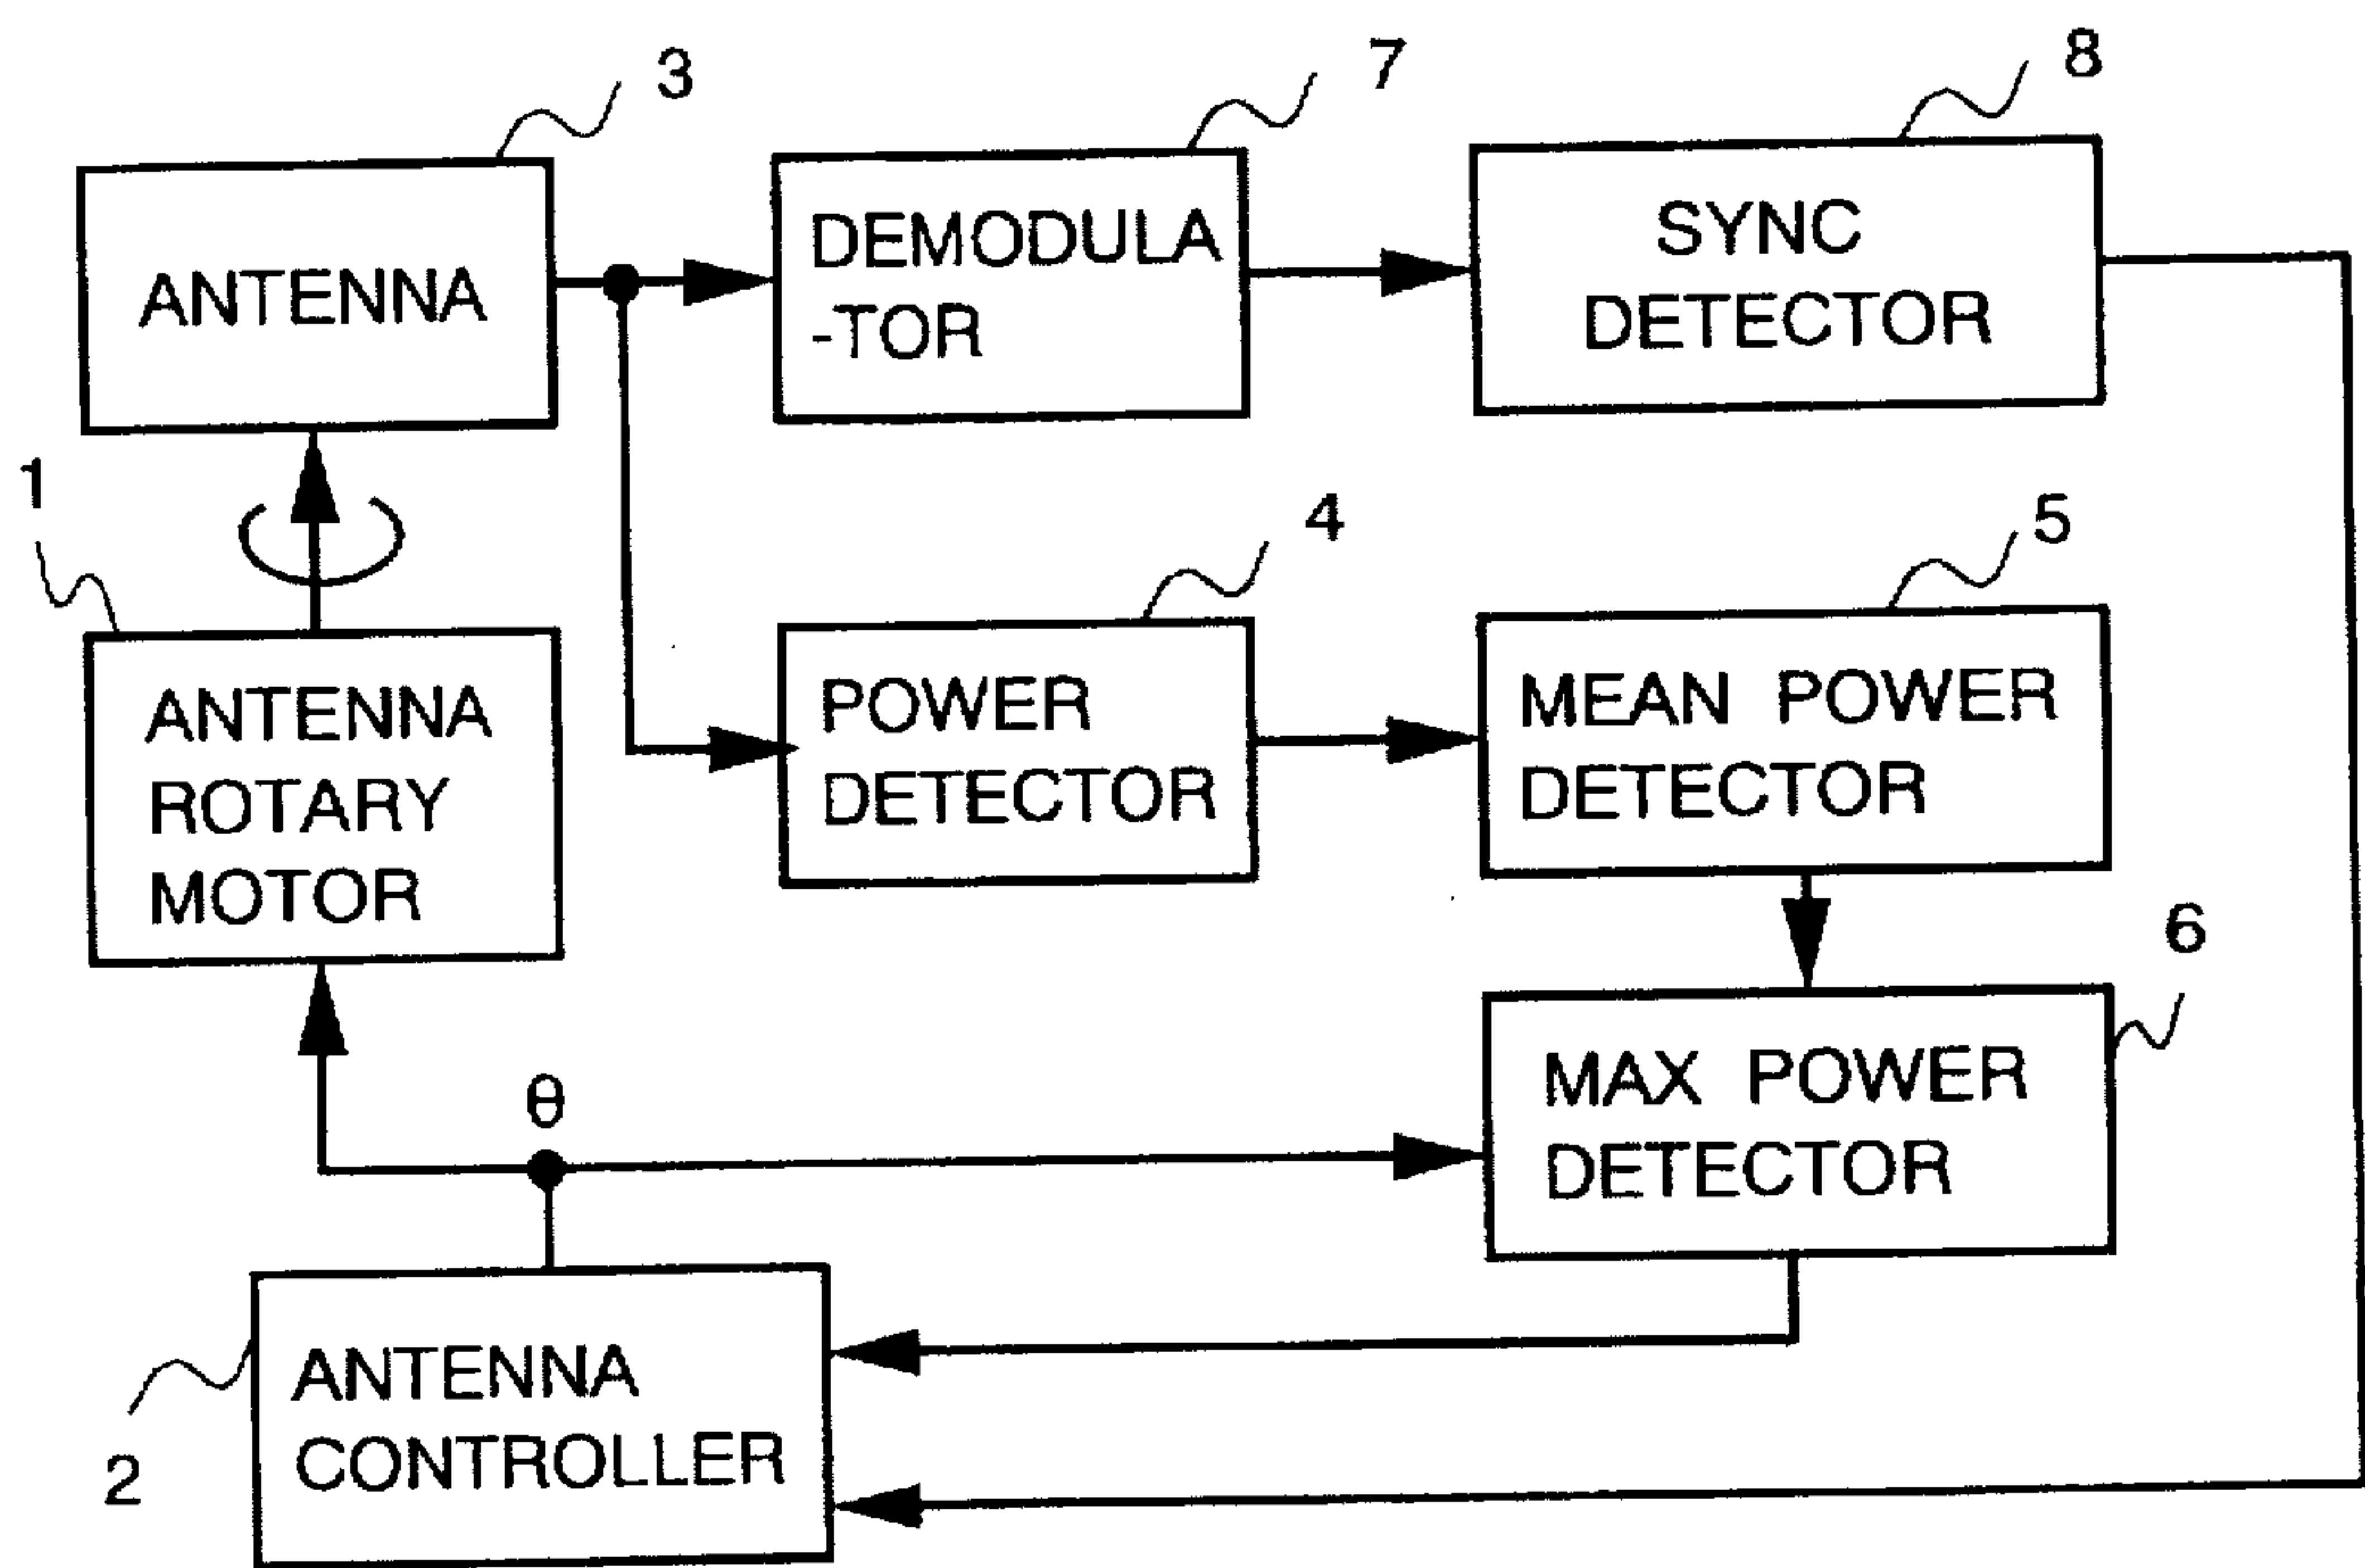 3
7
8
ANTENNA
DEMODULA
-TOR
SYNC
DETECTOR
1
4
5
ANTENNA
ROTARY
MOTOR
POWER
DETECTOR
MEAN POWER
DETECTOR
6
θ
MAX POWER
DETECTOR
2
ANTENNA
CONTROLLER